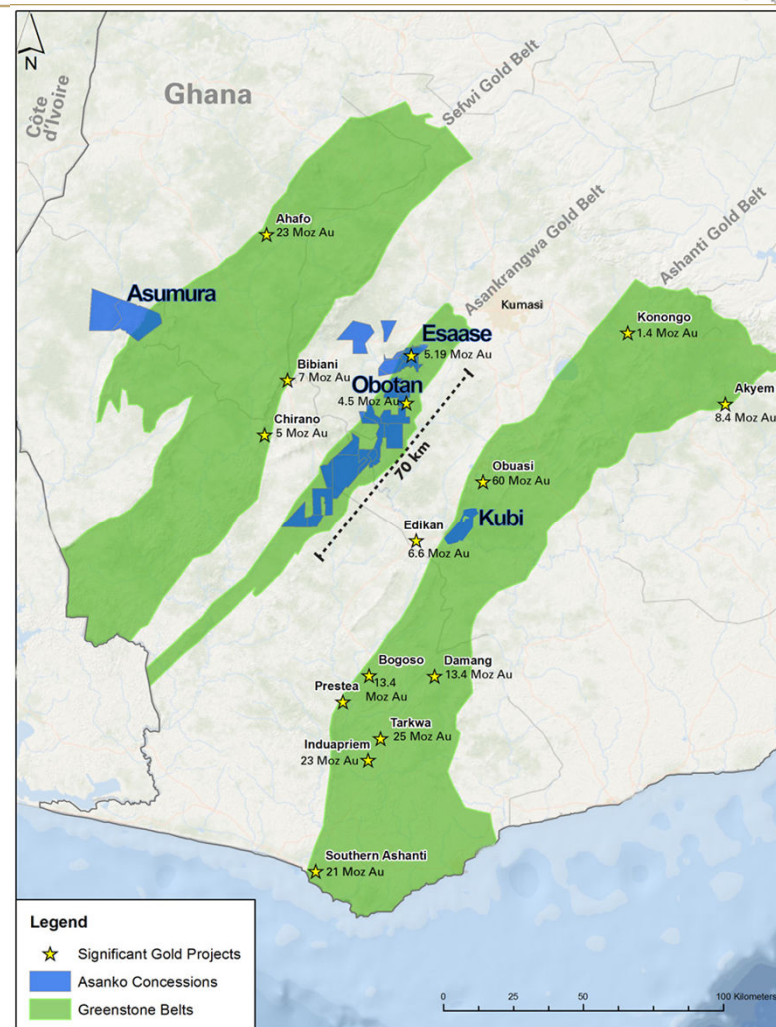 N
Côte
d'Ivoire
Ghana
Sefwi Gold Belt
Asankrangwa Gold Belt
Ashanti Gold Belt
Ahafo
23 Moz Au
Asumura
Kumasi
Konongo
1.4 Moz Au
Esaase
5.19 Moz Au
Bibiani
7 Moz Au
Obotan
4.5 Moz Au
Akyem
8.4 Moz Au
Chirano
5 Moz Au
70 km
Obuasi
60 Moz Au
Kubi
Edikan
6.6 Moz Au
Bogoso
13.4
Moz Au
Damang
13.4 Moz Au
Prestea
Tarkwa
25 Moz Au
Induapriem
23 Moz Au
Southern Ashanti
21 Moz Au
Legend
Significant Gold Projects
Asanko Concessions
Greenstone Belts
0 25 50 100 Kilometers